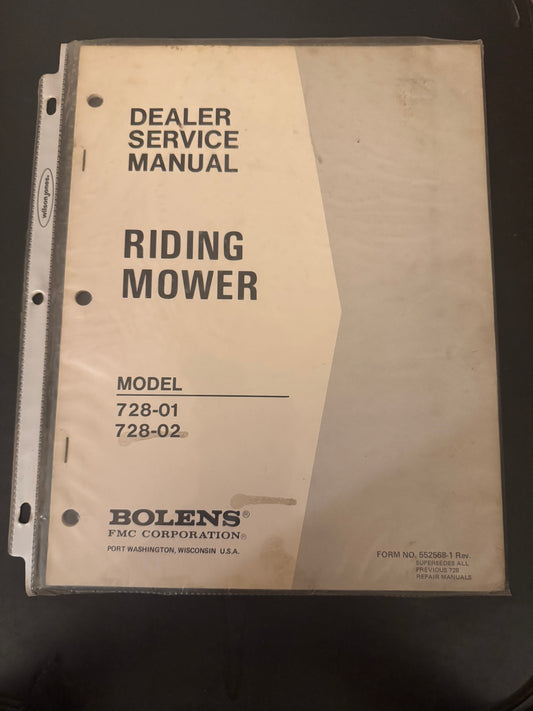 DEALER
SERVICE
MANUAL
wilson jones®
RIDING
MOWER
MODEL
728-01
728-02
BOLENS®
FMC CORPORATION®
PORT WASHINGTON, WISCONSIN U.S.A.
FORM NO. 552568-1 Rev.
SUPERSEDES ALL
PREVIOUS 728
REPAIR MANUALS